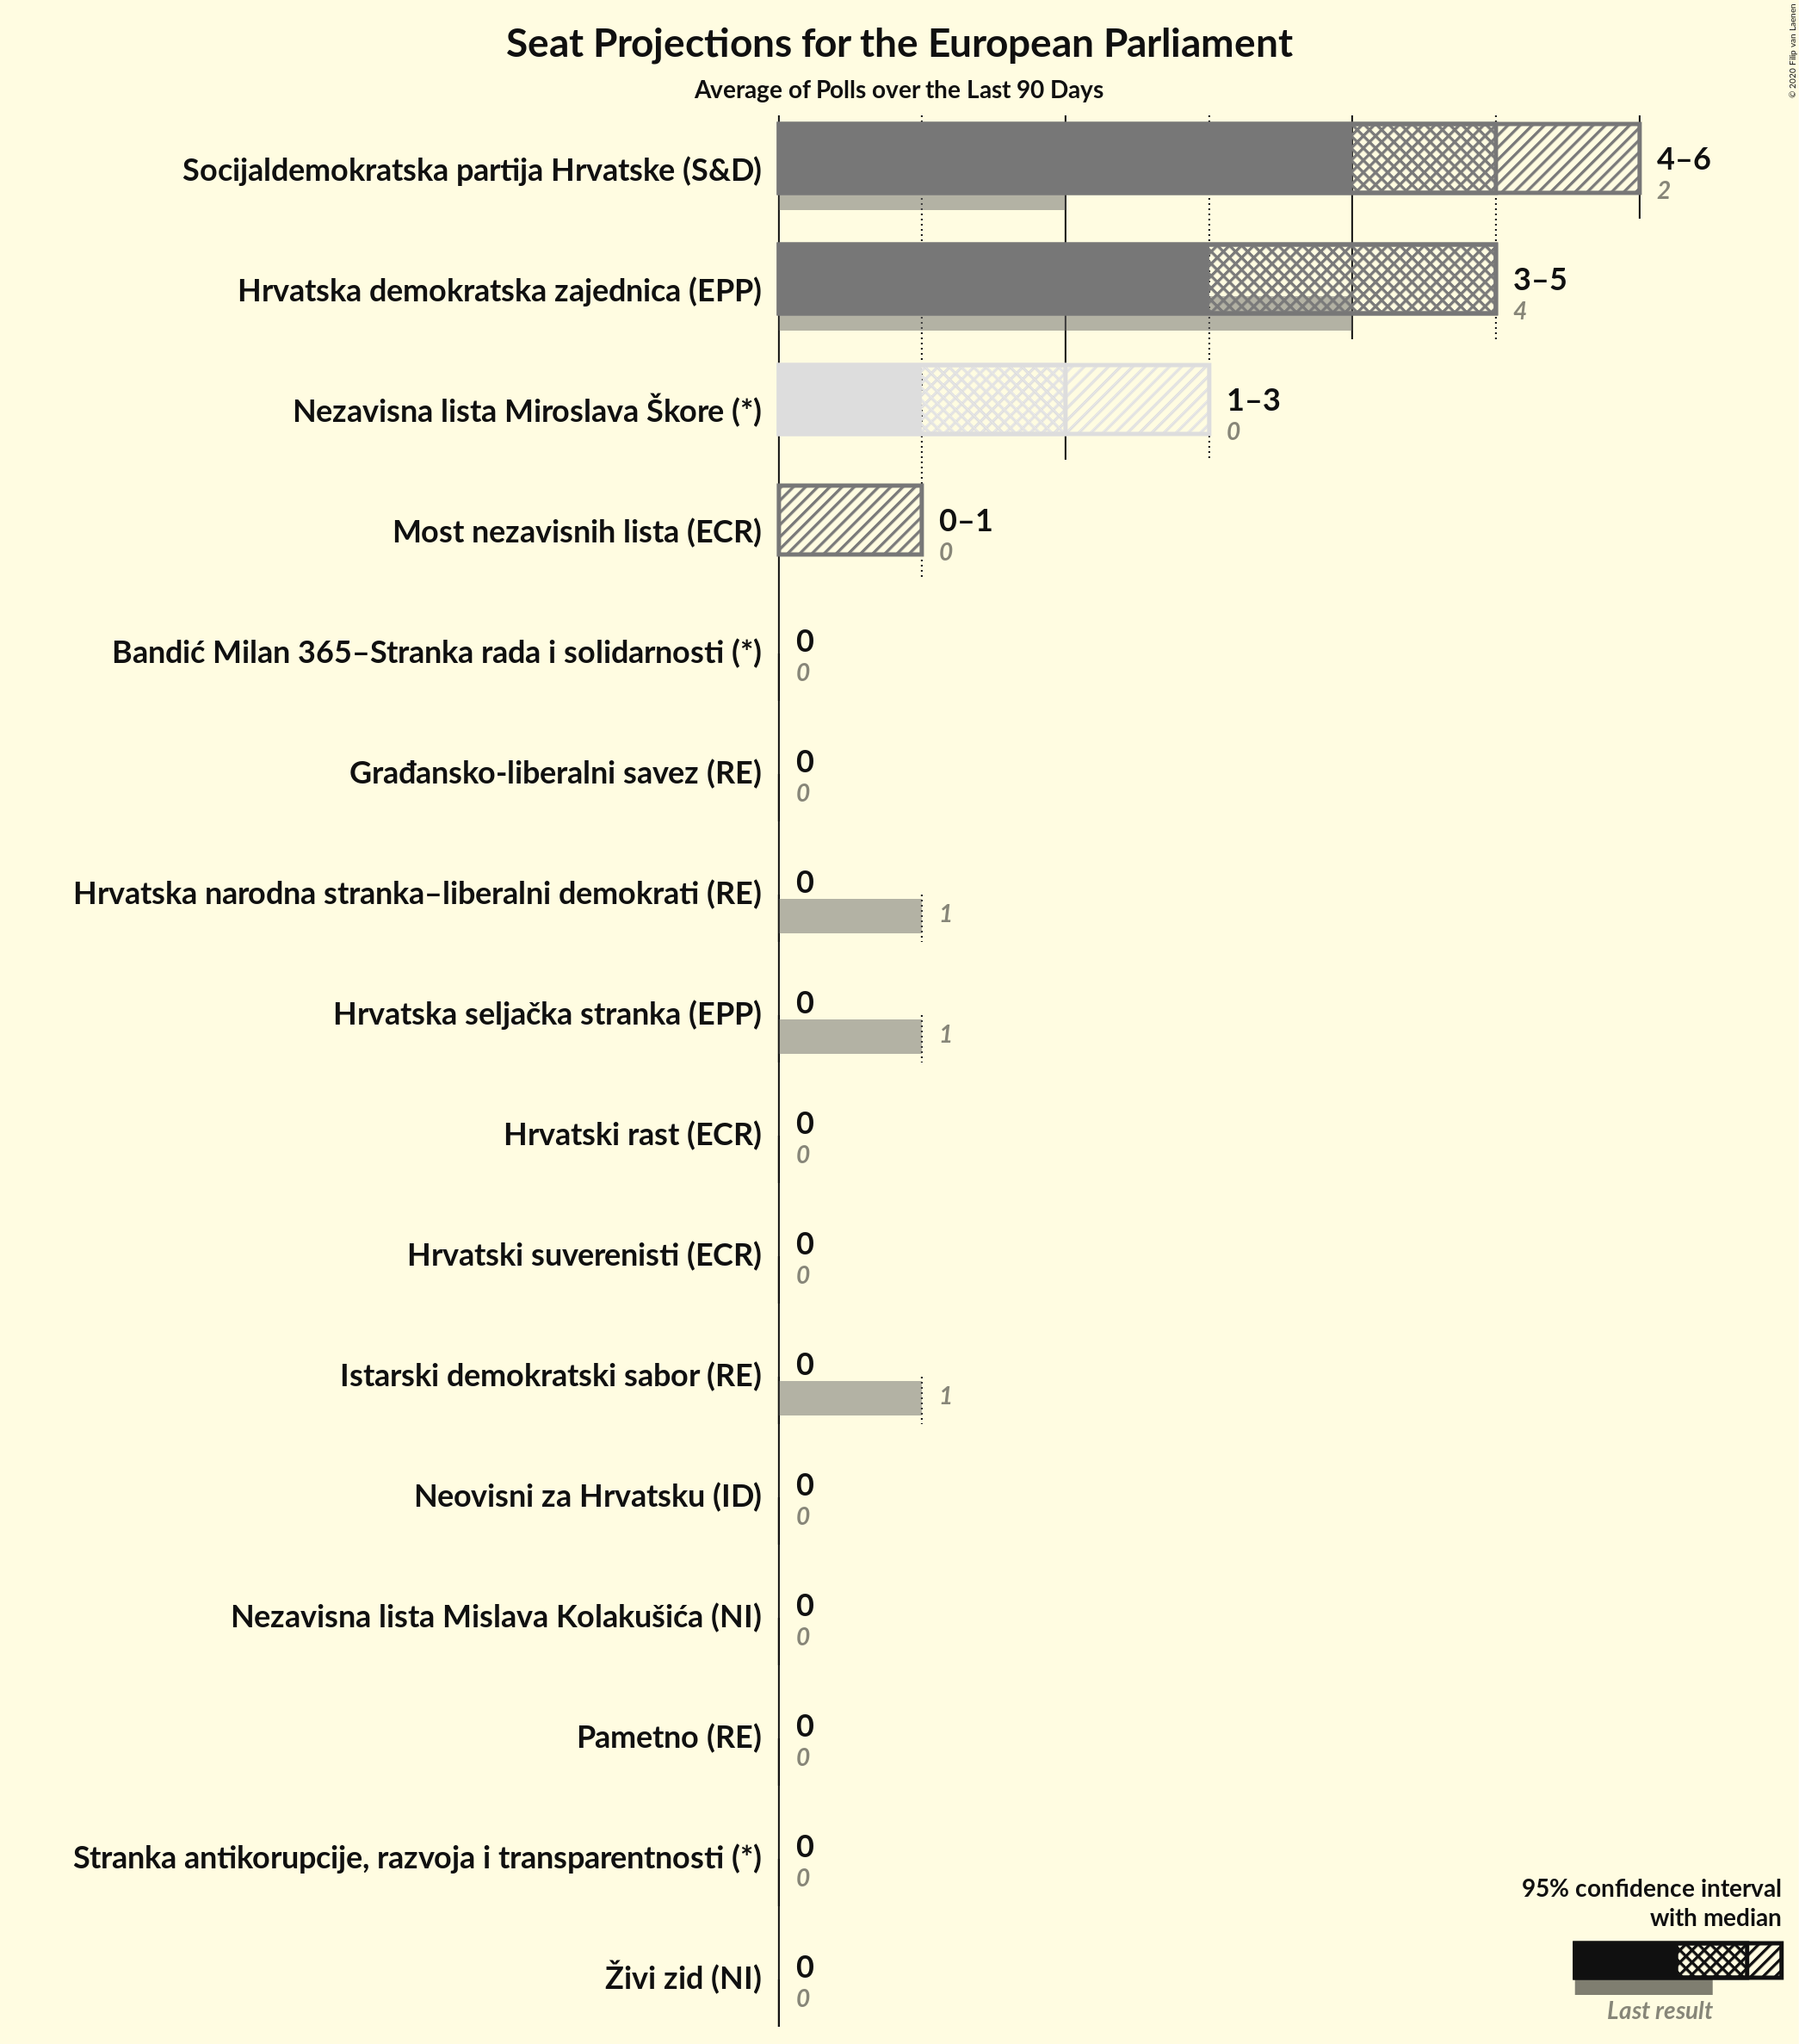 Seat Projections for the European Parliament
Average of Polls over the Last 90 Days
© 2020 Filip van Laenen
Socijaldemokratska partija Hrvatske (S&D)
4–6
2
Hrvatska demokratska zajednica (EPP)
3–5
4
Nezavisna lista Miroslava Škore (*)
1–3
0
Most nezavisnih lista (ECR)
0–1
0
Bandić Milan 365–Stranka rada i solidarnosti (*)
0
0
Građansko-liberalni savez (RE)
0
0
Hrvatska narodna stranka–liberalni demokrati (RE)
0
1
Hrvatska seljačka stranka (EPP)
0
1
Hrvatski rast (ECR)
0
0
Hrvatski suverenisti (ECR)
0
0
Istarski demokratski sabor (RE)
0
1
Neovisni za Hrvatsku (ID)
0
0
Nezavisna lista Mislava Kolakušića (NI)
0
0
Pametno (RE)
0
0
Stranka antikorupcije, razvoja i transparentnosti (*)
0
0
Živi zid (NI)
0
0
95% confidence interval
with median
Last result